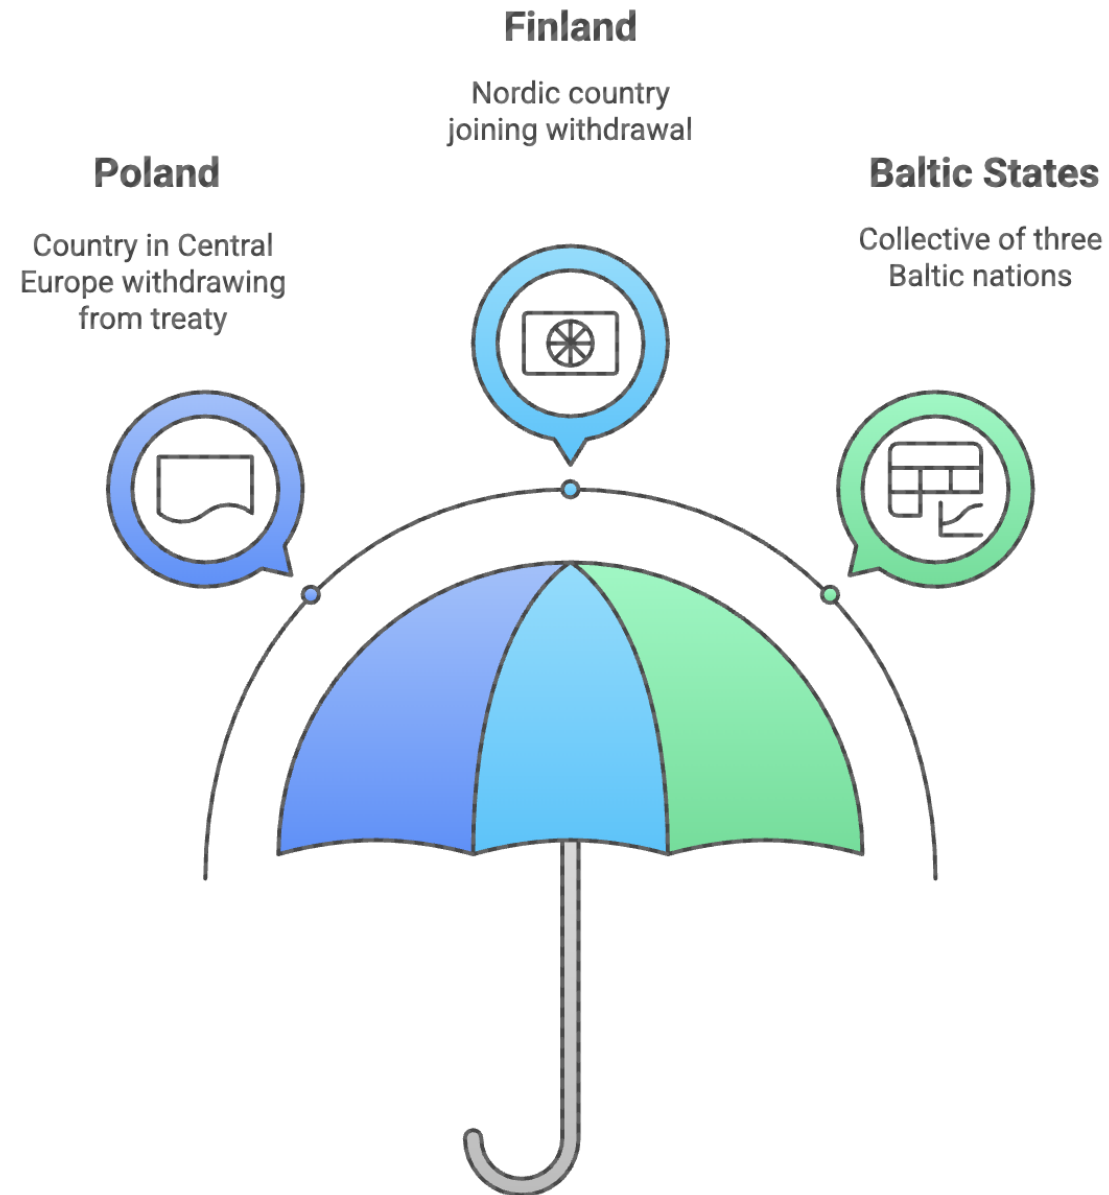 Finland
Nordic country
joining withdrawal
Poland
Country in Central
Europe withdrawing
from treaty
Baltic States
Collective of three
Baltic nations